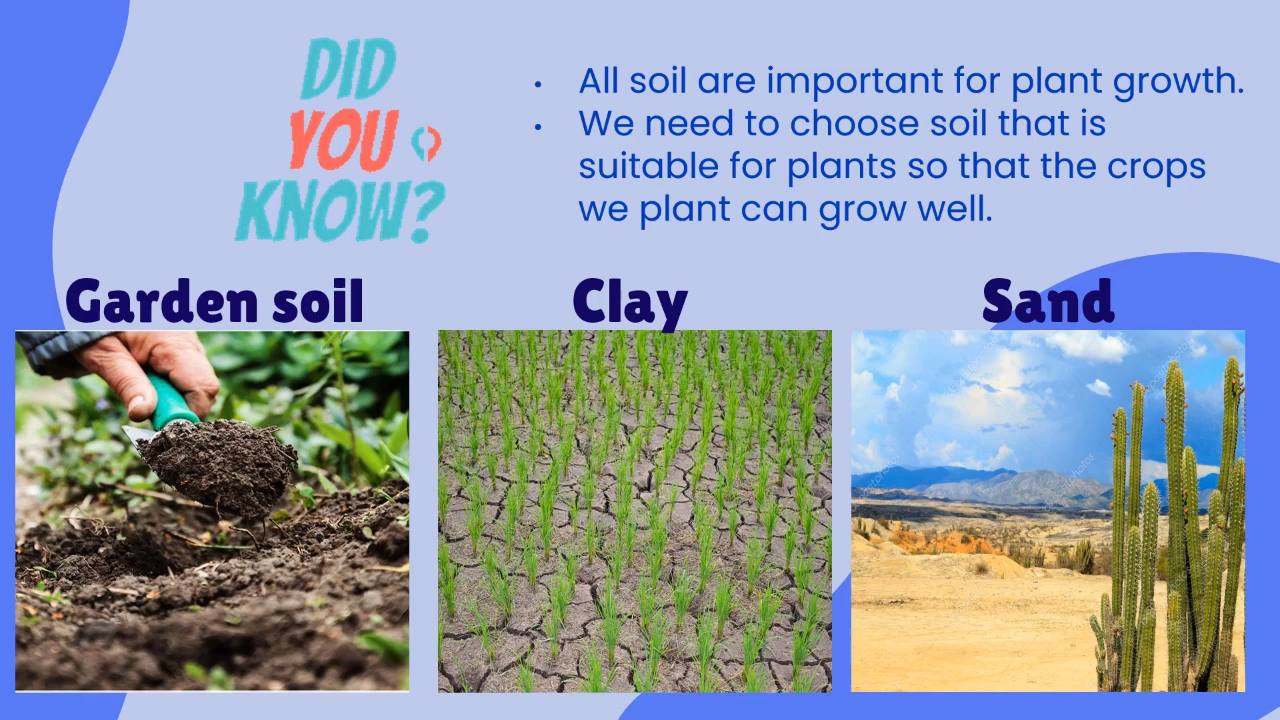 DID
YOU
KNOW?
• All soil are important for plant growth.
• We need to choose soil that is
suitable for plants so that the crops
we plant can grow well.
Garden soil
Clay
Sand